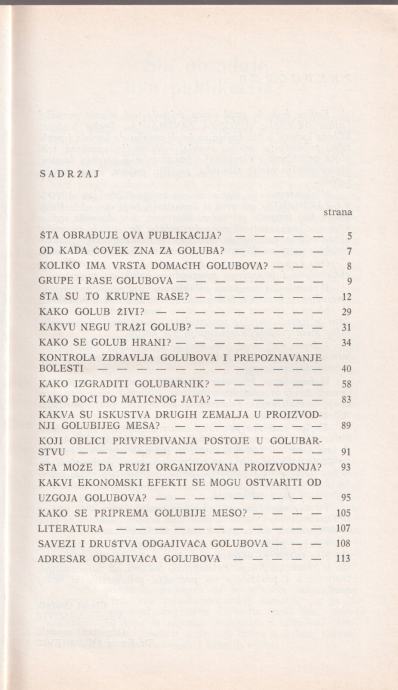 SADRŽAJ
strana
ŠTA OBRAĐUJE OVA PUBLIKACIJA? — — — — — 5
OD KADA ČOVEK ZNA ZA GOLUBA? — — — — — 7
KOLIKO IMA VRSTA DOMAĆIH GOLUBOVA? — — — 8
GRUPE I RASE GOLUBOVA — — — — — — — — 9
ŠTA SU TO KRUPNE RASE? — — — — — — — 12
KAKO GOLUB ŽIVI? — — — — — — — — — 29
KAKVU NEGU TRAŽI GOLUB? — — — — — — — 31
KAKO SE GOLUB HRANI? — — — — — — — — 34
KONTROLA ZDRAVLJA GOLUBOVA I PREPOZNAVANJE
BOLESTI — — — — — — — — — — — — 40
KAKO IZGRADITI GOLUBARNIK? — — — — — — 58
KAKO DOĆI DO MATIČNOG JATA? — — — — — — 83
KAKVA SU ISKUSTVA DRUGIH ZEMALJA U PROIZVOD-
NJI GOLUBIJEG MESA? — — — — — — — — 89
KOJI OBLICI PRIVREĐIVANJA POSTOJE U GOLUBAR-
STVU — — — — — — — — — — — — — 91
ŠTA MOŽE DA PRUŽI ORGANIZOVANA PROIZVODNJA? 93
KAKVI EKONOMSKI EFEKTI SE MOGU OSTVARITI OD
UZGOJA GOLUBOVA? — — — — — — — — — 95
KAKO SE PRIPREMA GOLUBIJE MESO? — — — — 105
LITERATURA — — — — — — — — — — — 107
SAVEZI I DRUŠTVA ODGAJIVAČA GOLUBOVA — — — 108
ADRESAR ODGAJIVAČA GOLUBOVA — — — — — 113